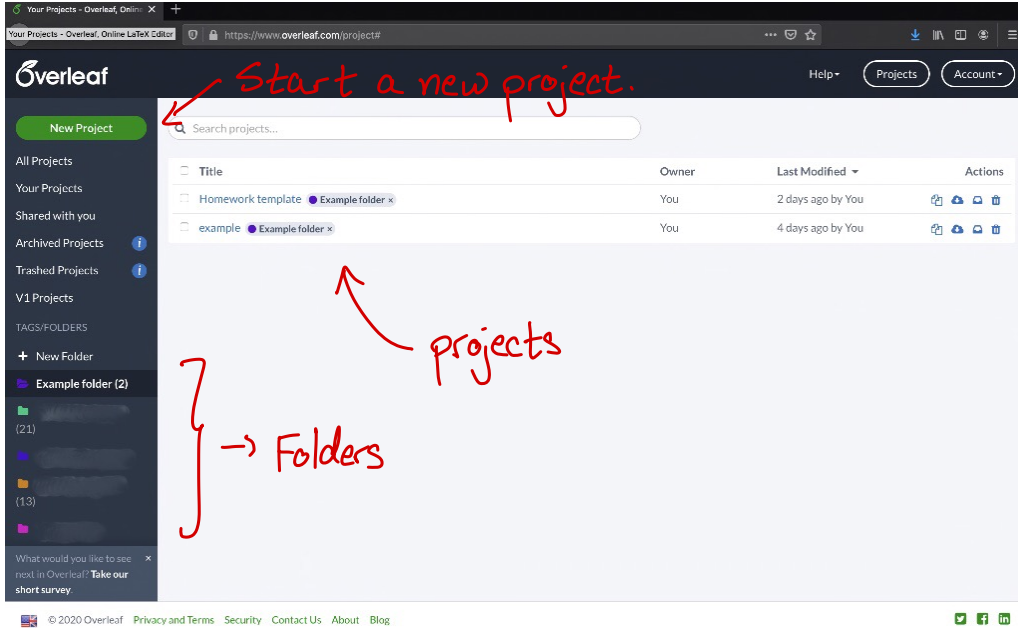 Your Projects - Overleaf, Online
Your Projects - Overleaf, Online LaTeX Editor
https://www.overleaf.com/project#
Overleaf
Start a new project.
Help
Projects
Account
New Project
Search projects...
All Projects
Your Projects
Shared with you
Archived Projects i
Trashed Projects i
V1 Projects
TAGS/FOLDERS
+ New Folder
Example folder (2)
(21)
(13)
Title Owner Last Modified Actions
Homework template Example folder × You 2 days ago by You
example Example folder × You 4 days ago by You
projects
→ Folders
What would you like to see ×
next in Overleaf? Take our
short survey.
© 2020 Overleaf Privacy and Terms Security Contact Us About Blog